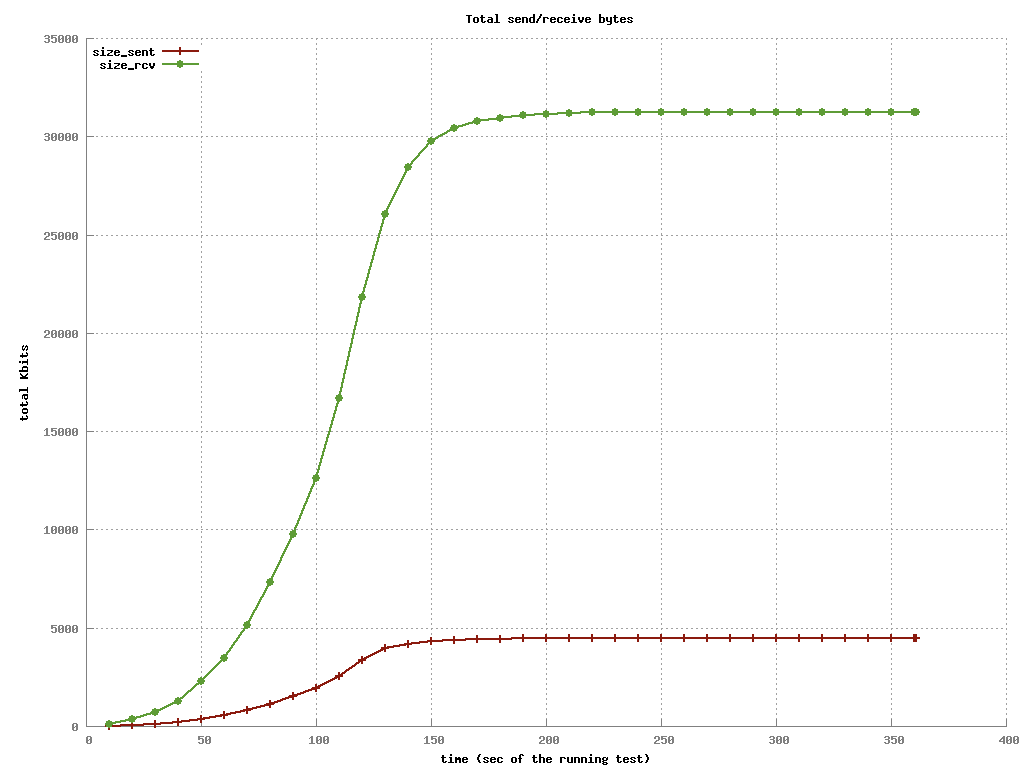 Total send/receive bytes
size_sent
size_rcv
35000
30000
25000
20000
15000
10000
5000
0
total Kbits
0 50 100 150 200 250 300 350 400
time (sec of the running test)